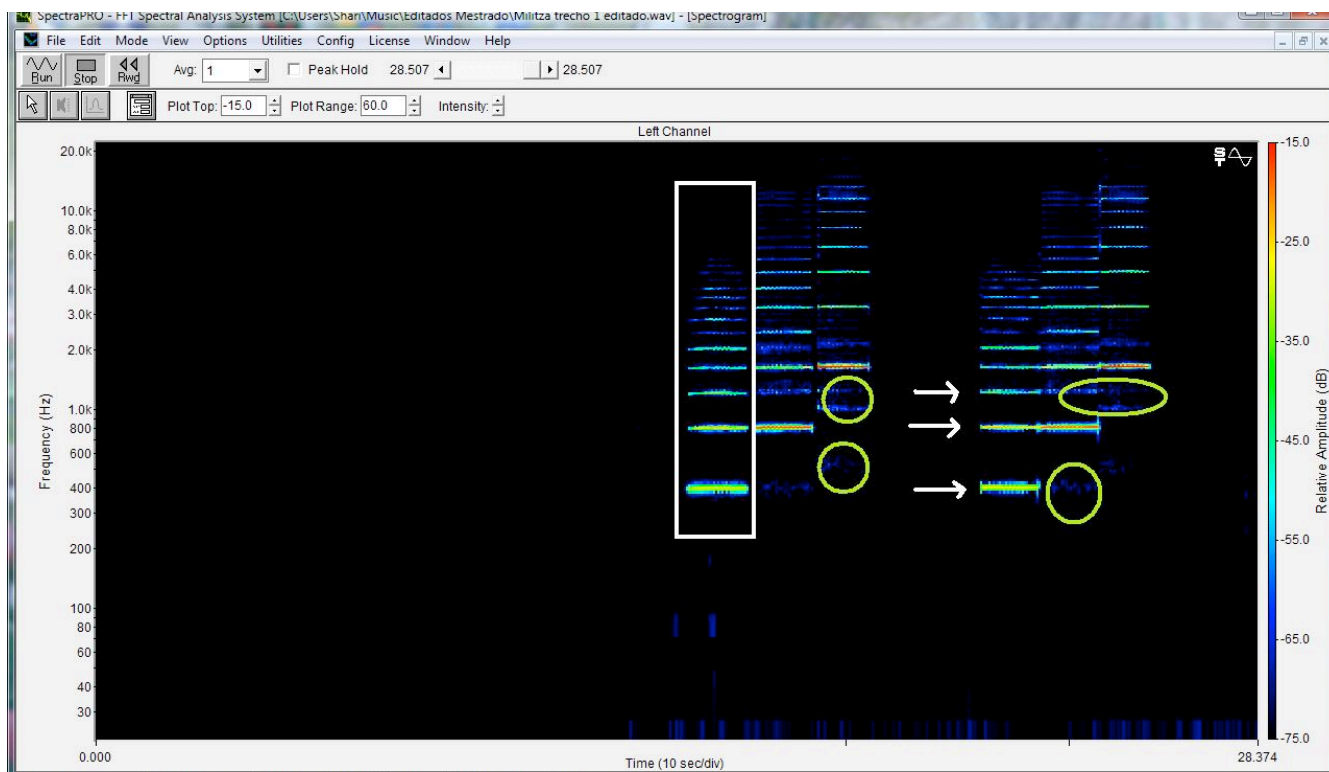 SpectraPRO - FFT Spectral Analysis System [C:\Users\Shari\Music\Editados Mestrado\Militza trecho 1 editado.wav] - [Spectrogram]
File Edit Mode View Options Utilities Config License Window Help
Run Stop Rwd Avg: 1 Peak Hold 28.507 28.507
Plot Top: -15.0 Plot Range: 60.0 Intensity:
Left Channel
20.0k
10.0k
8.0k
6.0k
4.0k
3.0k
2.0k
1.0k
800
600
400
300
200
100
80
60
40
30
Frequency (Hz)
0.000
Time (10 sec/div)
28.374
-15.0
-25.0
-35.0
-45.0
-55.0
-65.0
-75.0
Relative Amplitude (dB)
S
T